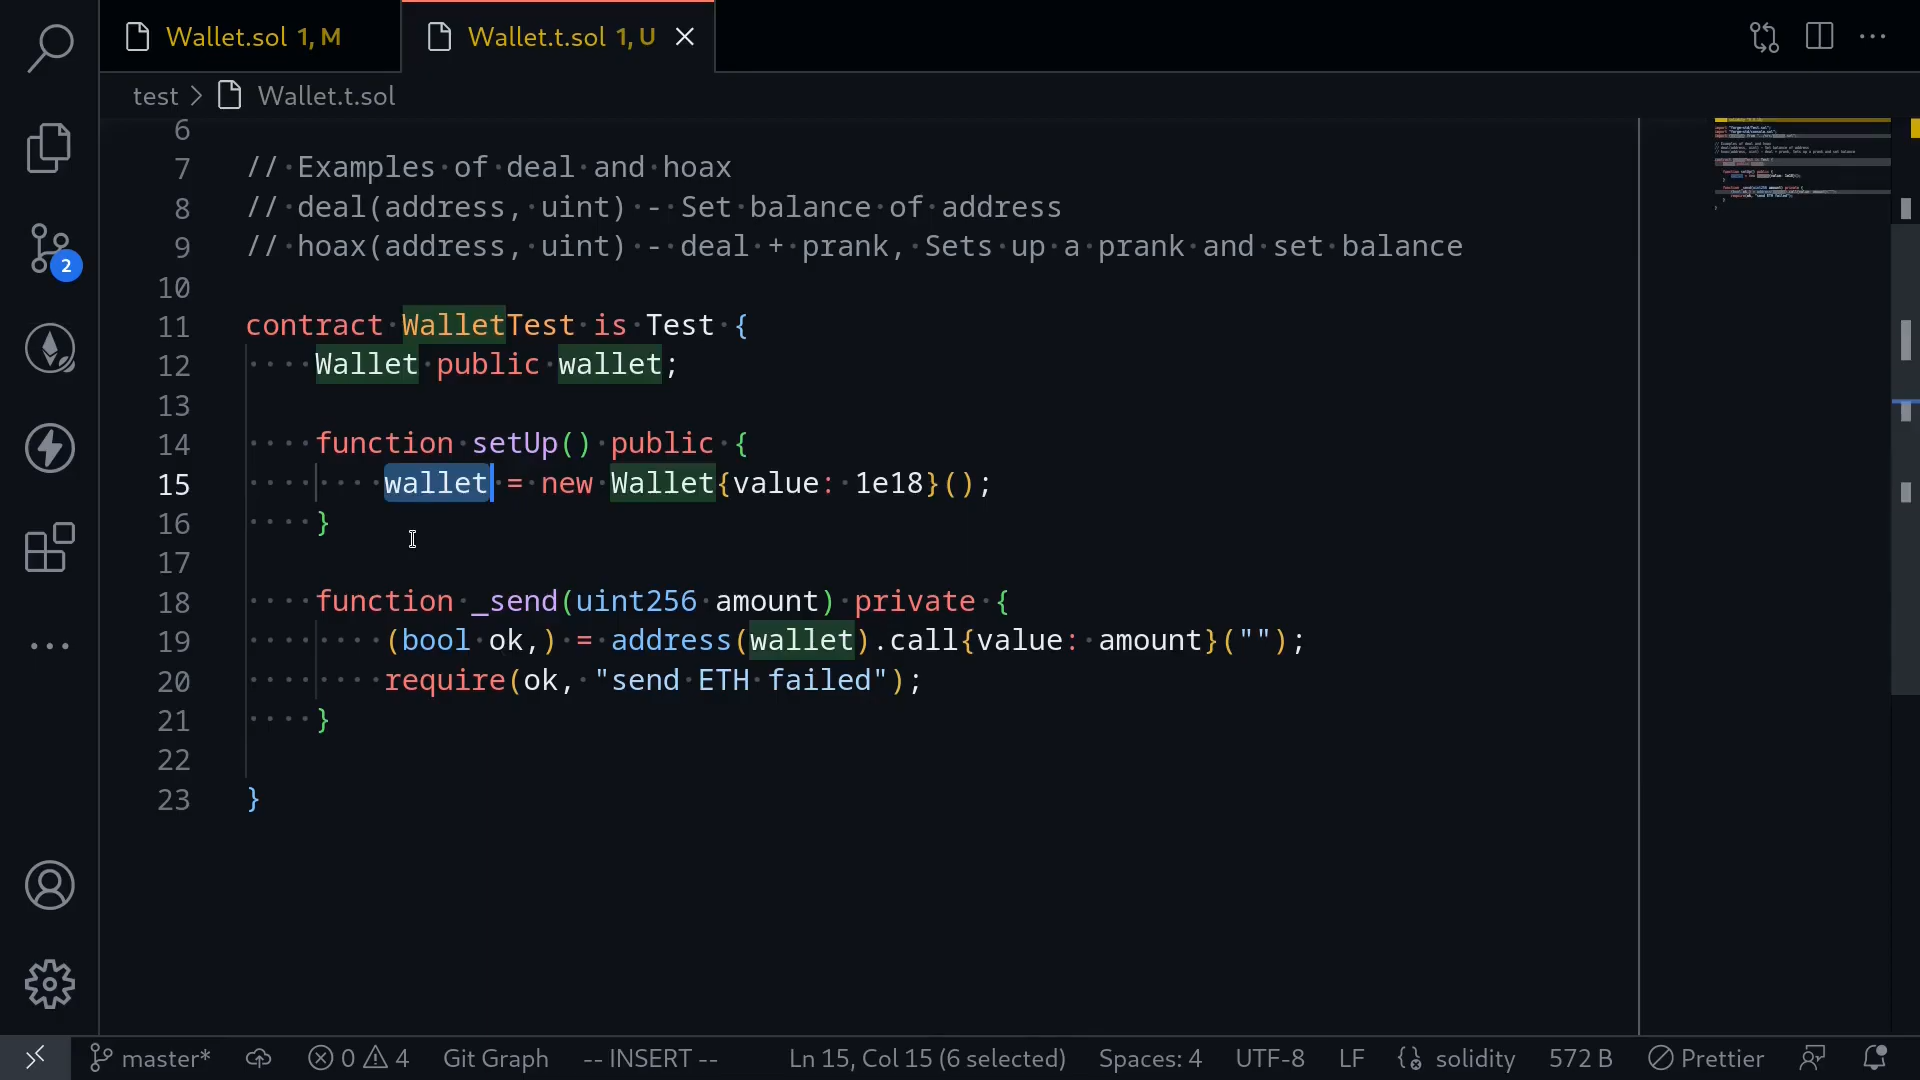 Wallet.sol 1, M
Wallet.t.sol 1, U
test > Wallet.t.sol
6
7 // Examples of deal and hoax
8 // deal(address, uint) - Set balance of address
9 // hoax(address, uint) - deal + prank, Sets up a prank and set balance
10
11 contract WalletTest is Test {
12 Wallet public wallet;
13
14 function setUp() public {
15 wallet = new Wallet{value: 1e18}();
16 }
17
18 function _send(uint256 amount) private {
19 (bool ok,) = address(wallet).call{value: amount}("");
20 require(ok, "send ETH failed");
21 }
22
23 }
2
master* 0 4 Git Graph -- INSERT -- Ln 15, Col 15 (6 selected) Spaces: 4 UTF-8 LF solidity 572 B Prettier